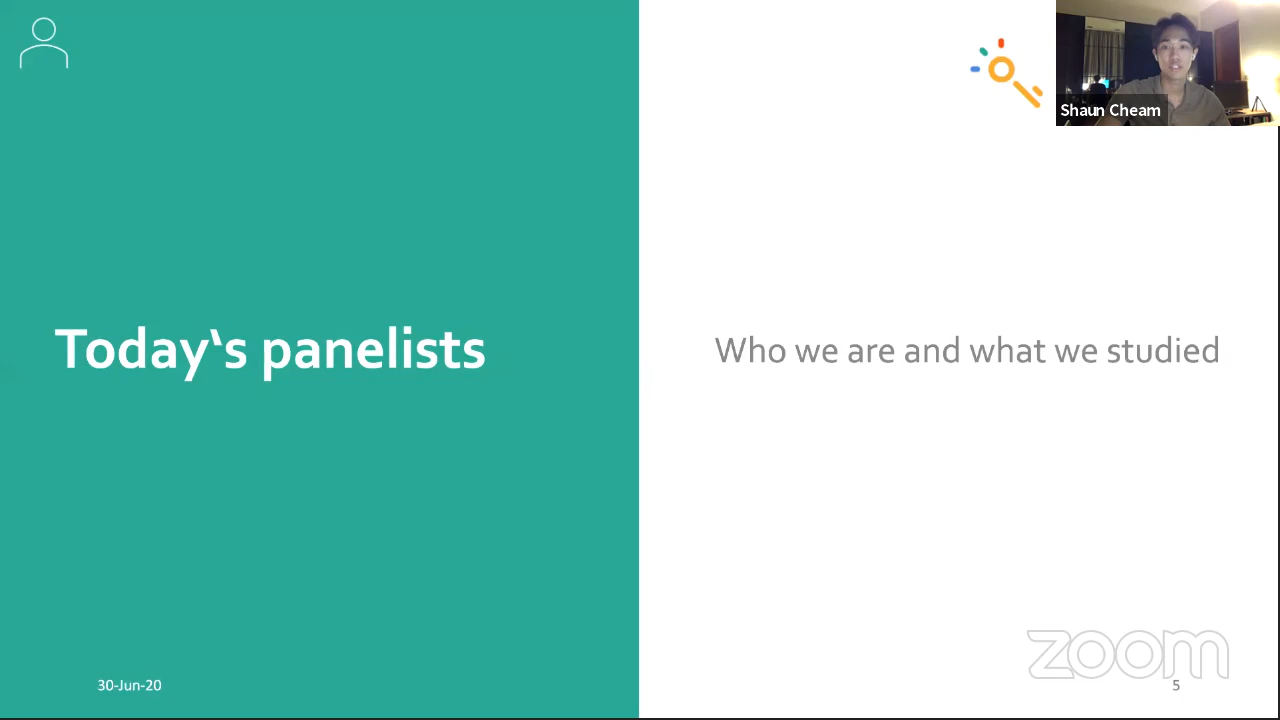 Shaun Cheam
Today‘s panelists
Who we are and what we studied
zoom
30-Jun-20
5